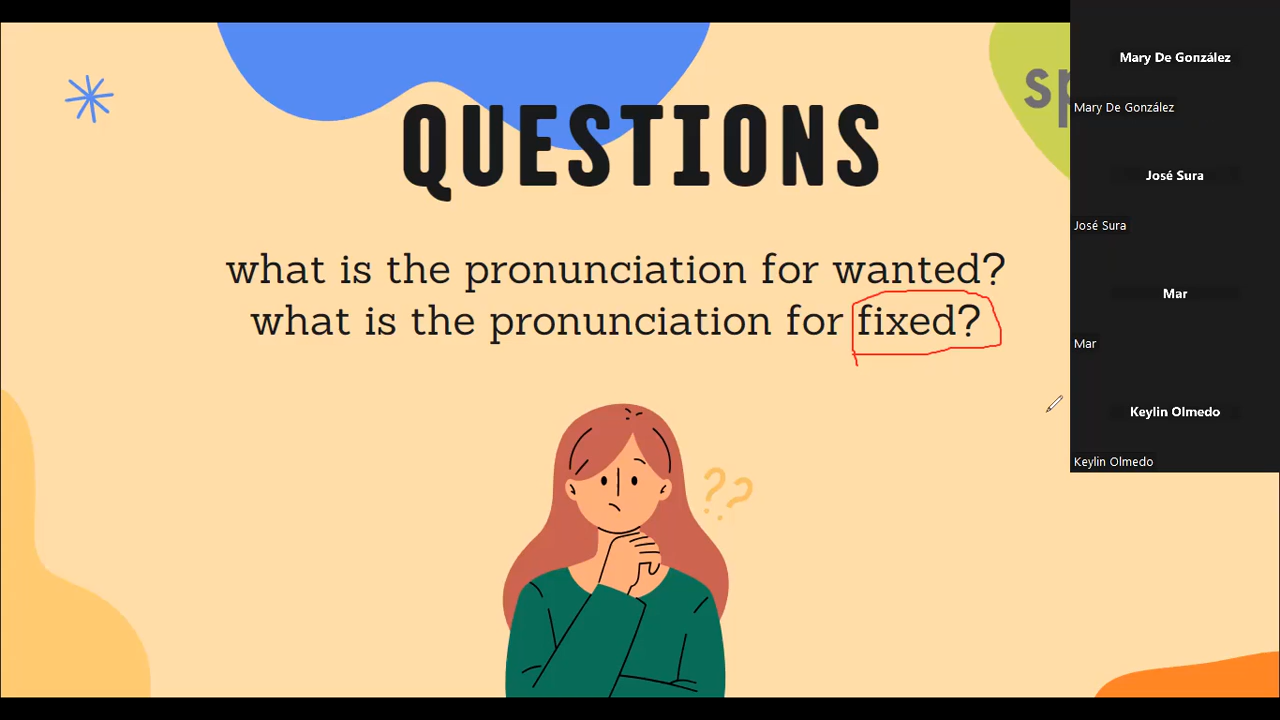 QUESTIONS
what is the pronunciation for wanted?
what is the pronunciation for fixed?
??
sp
Mary De González
Mary De González
José Sura
José Sura
Mar
Mar
Keylin Olmedo
Keylin Olmedo